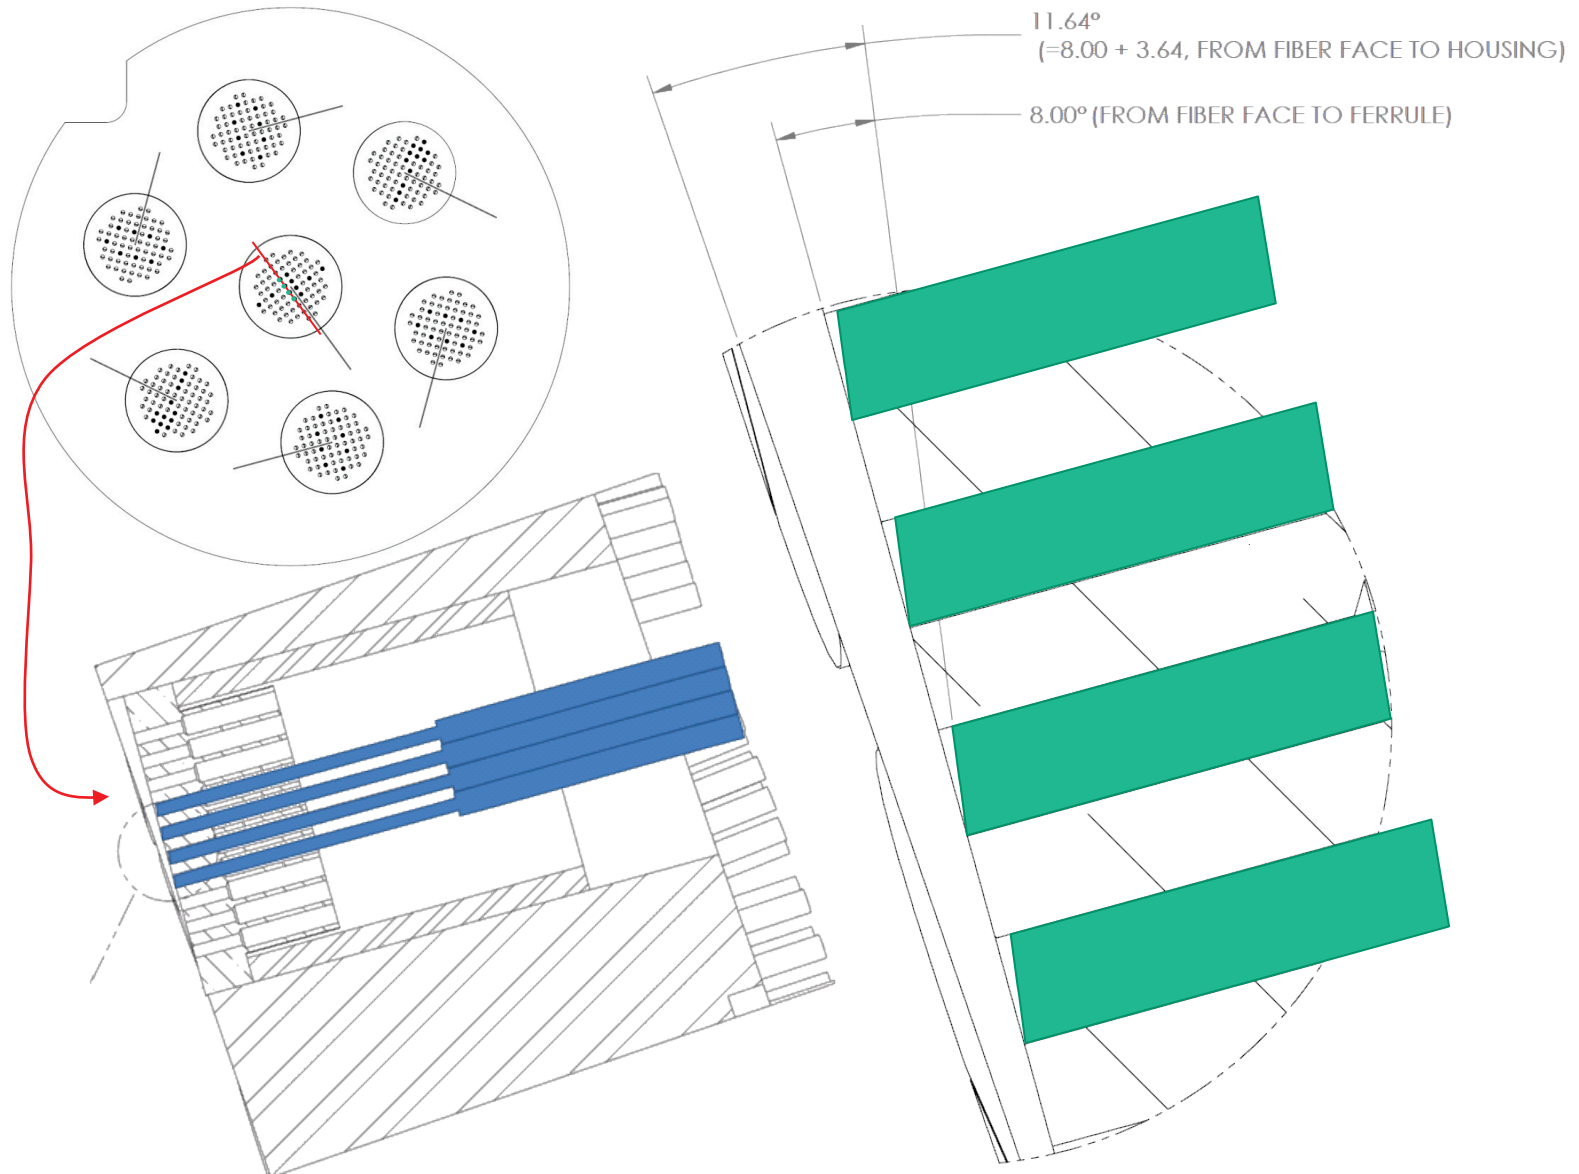 11.64°
(=8.00 + 3.64, FROM FIBER FACE TO HOUSING)
8.00° (FROM FIBER FACE TO FERRULE)